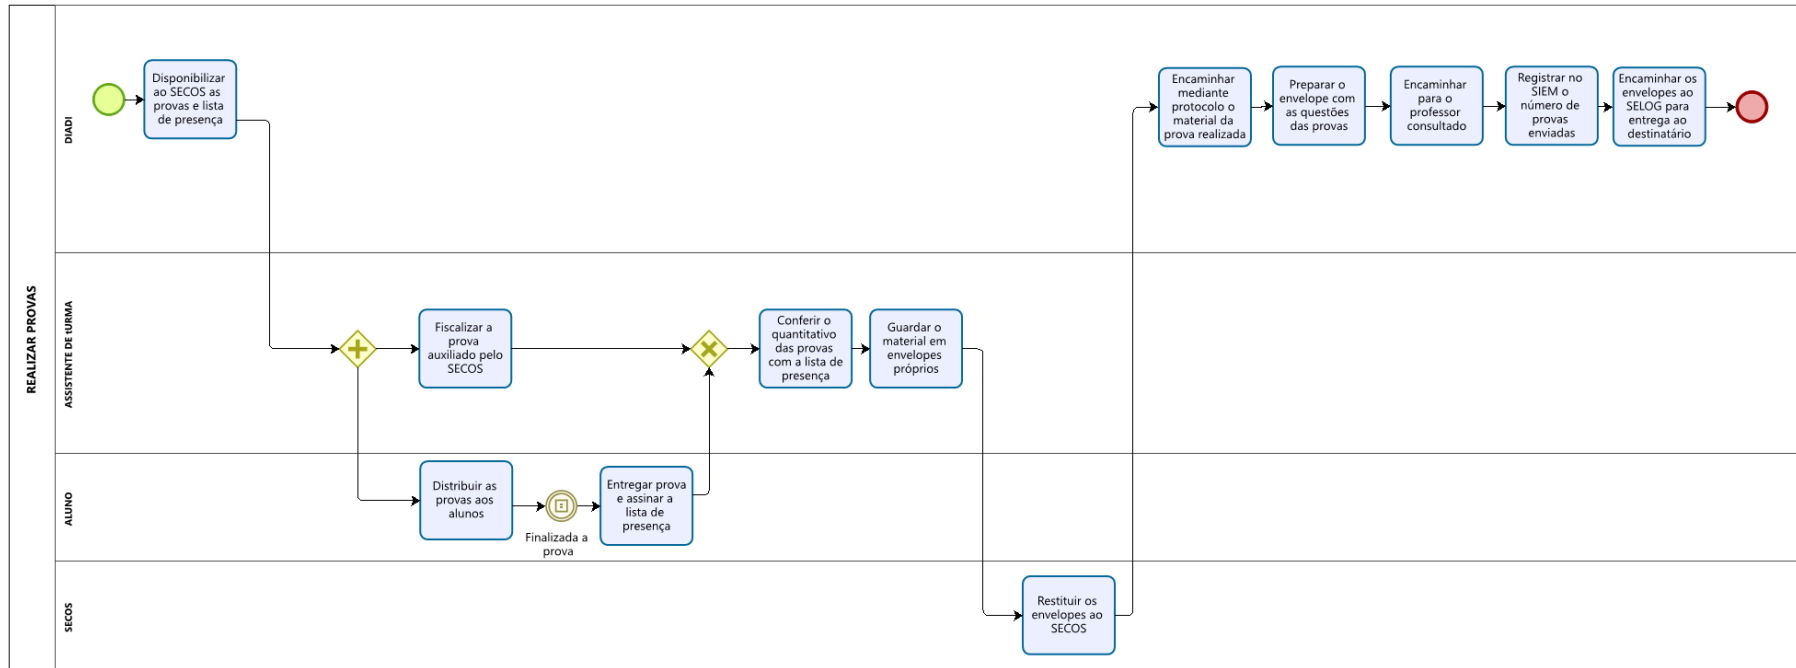 REALIZAR PROVAS
DIADI
Disponibilizar
ao SECOS as
provas e lista
de presença
Encaminhar
mediante
protocolo o
material da
prova realizada
Preparar o
envelope com
as questões
das provas
Encaminhar
para o
professor
consultado
Registrar no
SIEM o
número de
provas
enviadas
Encaminhar os
envelopes ao
SELOG para
entrega ao
destinatário
ASSISTENTE DE tURMA
Fiscalizar a
prova
auxiliado pelo
SECOS
Conferir o
quantitativo
das provas
com a lista de
presença
Guardar o
material em
envelopes
próprios
ALUNO
Distribuir as
provas aos
alunos
Finalizada a
prova
Entregar prova
e assinar a
lista de
presença
SECOS
Restituir os
envelopes ao
SECOS